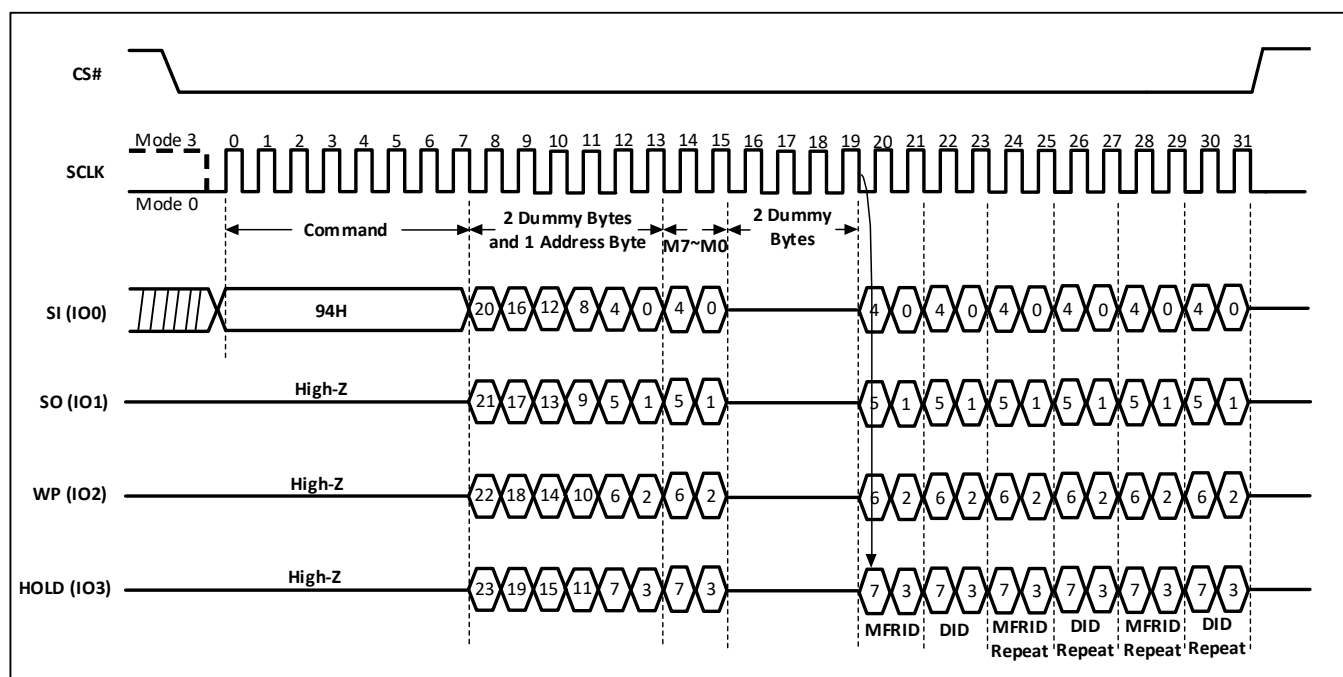 CS#
Mode 3
0 1 2 3 4 5 6 7 8 9 10 11 12 13 14 15 16 17 18 19 20 21 22 23 24 25 26 27 28 29 30 31
SCLK
Mode 0
Command
2 Dummy Bytes
and 1 Address Byte
M7~M0
2 Dummy
Bytes
SI (IO0)
94H
20 16 12 8 4 0 4 0 4 0 4 0 4 0 4 0 4 0 4 0
SO (IO1)
High-Z
21 17 13 9 5 1 5 1 5 1 5 1 5 1 5 1 5 1 5 1
WP (IO2)
High-Z
22 18 14 10 6 2 6 2 6 2 6 2 6 2 6 2 6 2 6 2
HOLD (IO3)
High-Z
23 19 15 11 7 3 7 3 7 3 7 3 7 3 7 3 7 3 7 3
MFRID
DID
MFRID
Repeat
DID
Repeat
MFRID
Repeat
DID
Repeat